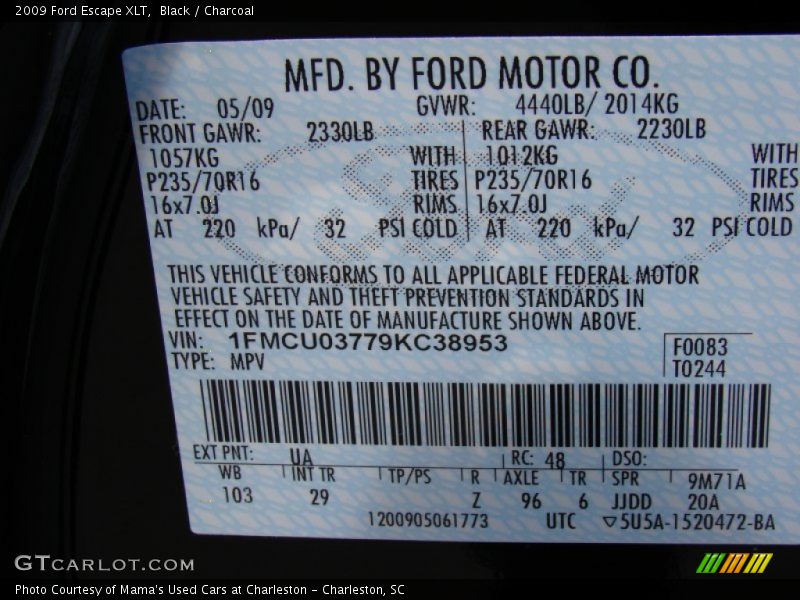 2009 Ford Escape XLT,  Black / Charcoal
MFD. BY FORD MOTOR CO.
DATE: 05/09 GVWR: 4440LB/ 2014KG
FRONT GAWR: 2330LB REAR GAWR: 2230LB
1057KG WITH 1012KG WITH
P235/70R16 TIRES P235/70R16 TIRES
16x7.0J RIMS 16x7.0J RIMS
AT 220 kPa/ 32 PSI COLD AT 220 kPa/ 32 PSI COLD
THIS VEHICLE CONFORMS TO ALL APPLICABLE FEDERAL MOTOR
VEHICLE SAFETY AND THEFT PREVENTION STANDARDS IN
EFFECT ON THE DATE OF MANUFACTURE SHOWN ABOVE.
VIN: 1FMCU03779KC38953
F0083
TYPE: MPV
T0244
EXT PNT: UA RC: 48 DSO:
WB INT TR TP/PS R AXLE TR SPR 9M71A
103 29 Z 96 6 JJDD 20A
1200905061773 UTC ▽5U5A-1520472-BA
GTCARLOT.COM
Photo Courtesy of Mama's Used Cars at Charleston - Charleston, SC